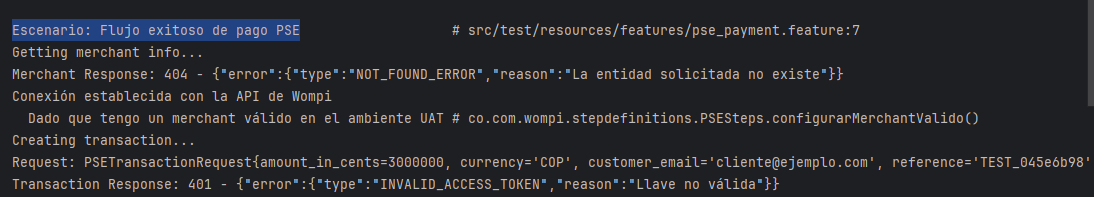 Escenario: Flujo exitoso de pago PSE # src/test/resources/features/pse_payment.feature:7
Getting merchant info...
Merchant Response: 404 - {"error":{"type":"NOT_FOUND_ERROR","reason":"La entidad solicitada no existe"}}
Conexión establecida con la API de Wompi
Dado que tengo un merchant válido en el ambiente UAT # co.com.wompi.stepdefinitions.PSESteps.configurarMerchantValido()
Creating transaction...
Request: PSETransactionRequest{amount_in_cents=3000000, currency='COP', customer_email='cliente@ejemplo.com', reference='TEST_045e6b98'
Transaction Response: 401 - {"error":{"type":"INVALID_ACCESS_TOKEN","reason":"Llave no válida"}}